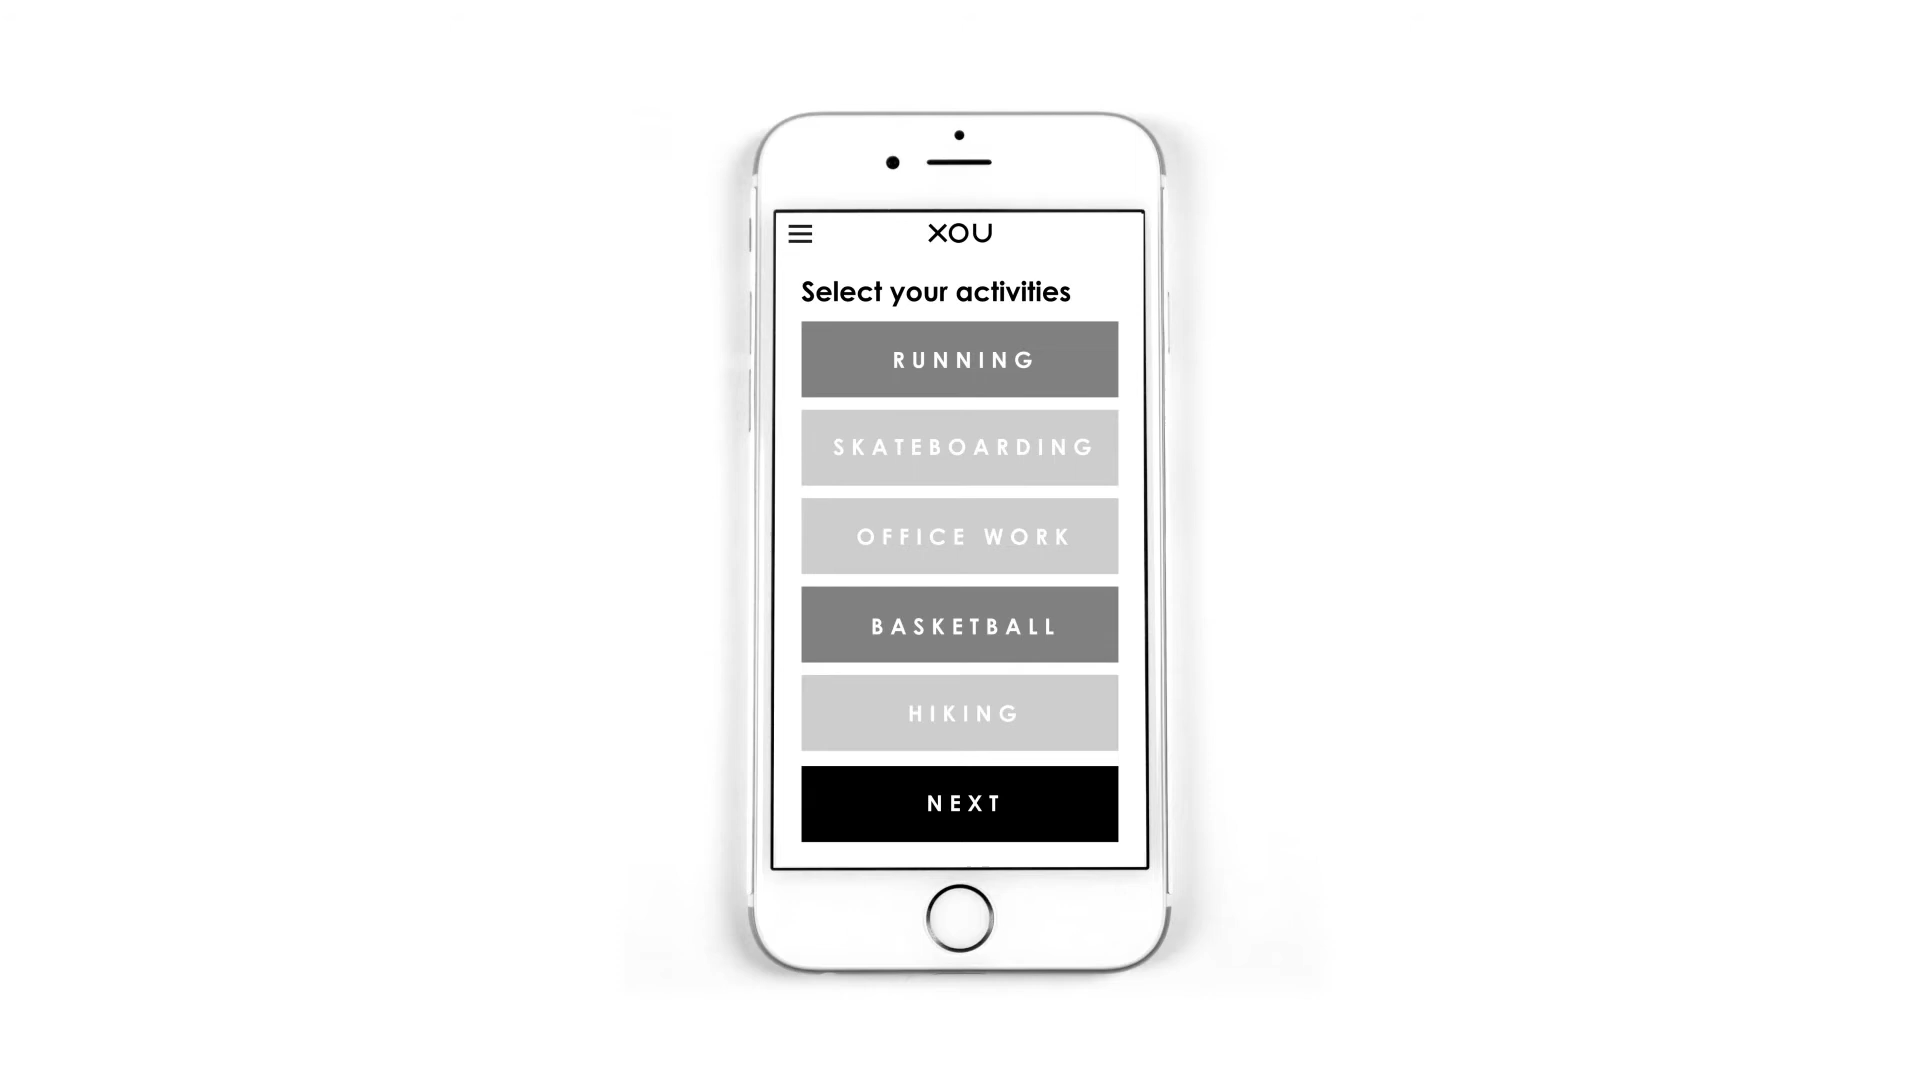 XOU
Select your activities
RUNNING
SKATEBOARDING
OFFICE WORK
BASKETBALL
HIKING
NEXT